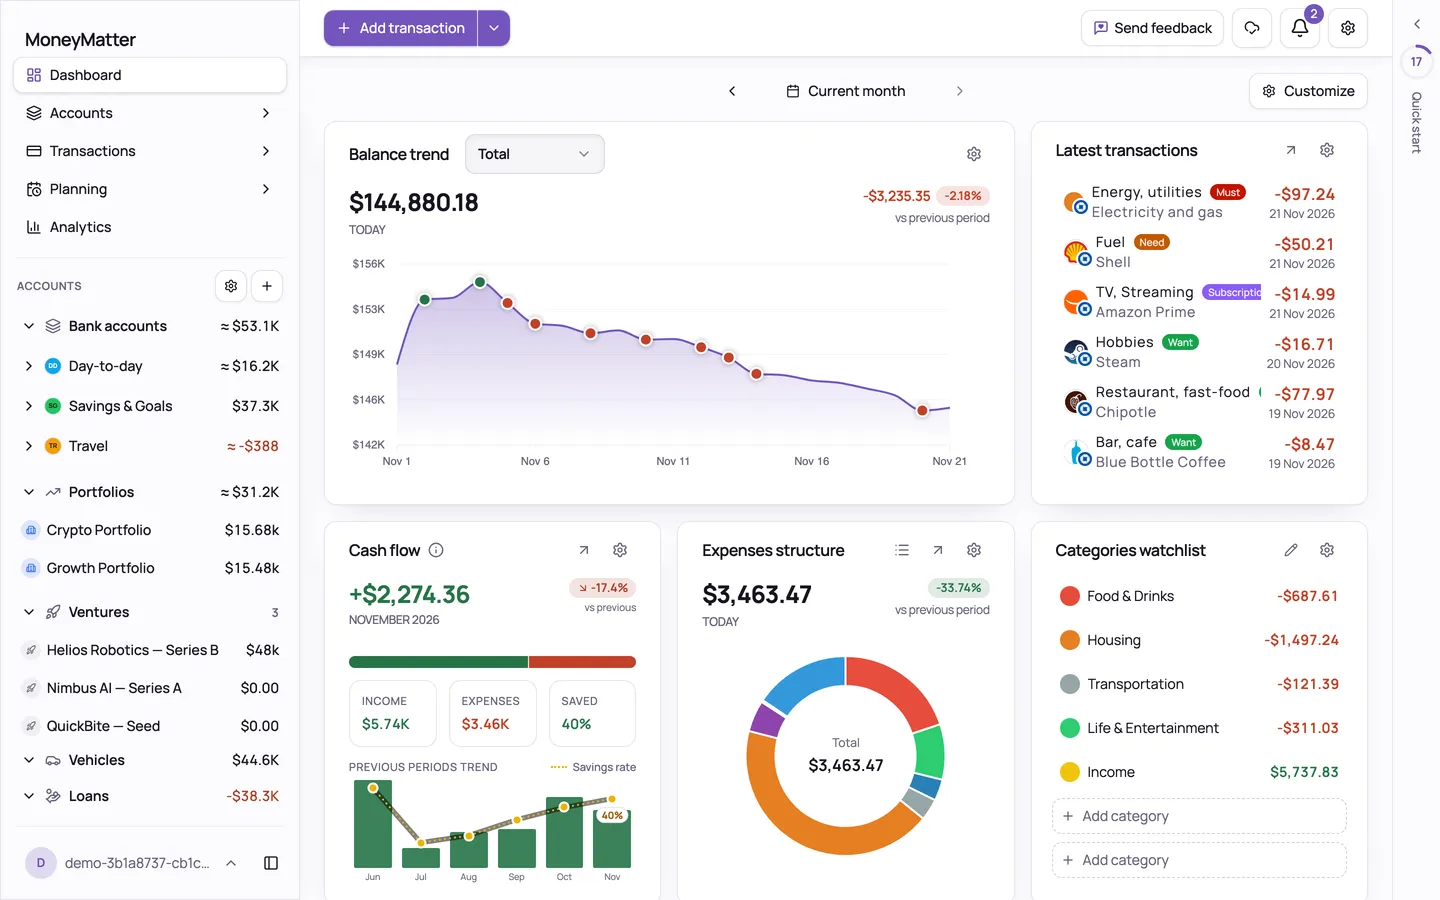 MoneyMatter
Dashboard
Accounts
Transactions
Planning
Analytics
ACCOUNTS
Bank accounts ≈ $53.1K
DD Day-to-day ≈ $16.2K
SG Savings & Goals $37.3K
TR Travel ≈ -$388
Portfolios ≈ $31.2K
Crypto Portfolio $15.68k
Growth Portfolio $15.48k
Ventures 3
Helios Robotics — Series B $48k
Nimbus AI — Series A $0.00
QuickBite — Seed $0.00
Vehicles $44.6K
Loans -$38.3K
D demo-3b1a8737-cb1c...
+ Add transaction
Send feedback
2
Current month
Customize
Balance trend Total
$144,880.18
TODAY
-$3,235.35 -2.18%
vs previous period
$156K
$153K
$149K
$146K
$142K
Nov 1 Nov 6 Nov 11 Nov 16 Nov 21
Latest transactions
Energy, utilities Must -$97.24
Electricity and gas 21 Nov 2026
Fuel Need -$50.21
Shell 21 Nov 2026
TV, Streaming Subscriptio -$14.99
Amazon Prime 21 Nov 2026
Hobbies Want -$16.71
Steam 20 Nov 2026
Restaurant, fast-food -$77.97
Chipotle 19 Nov 2026
Bar, cafe Want -$8.47
Blue Bottle Coffee 19 Nov 2026
Cash flow
+$2,274.36 -17.4%
NOVEMBER 2026 vs previous
INCOME EXPENSES SAVED
$5.74K $3.46K 40%
PREVIOUS PERIODS TREND Savings rate
40%
Jun Jul Aug Sep Oct Nov
Expenses structure
$3,463.47 -33.74%
TODAY vs previous period
Total
$3,463.47
Categories watchlist
Food & Drinks -$687.61
Housing -$1,497.24
Transportation -$121.39
Life & Entertainment -$311.03
Income $5,737.83
+ Add category
+ Add category
17
Quick start